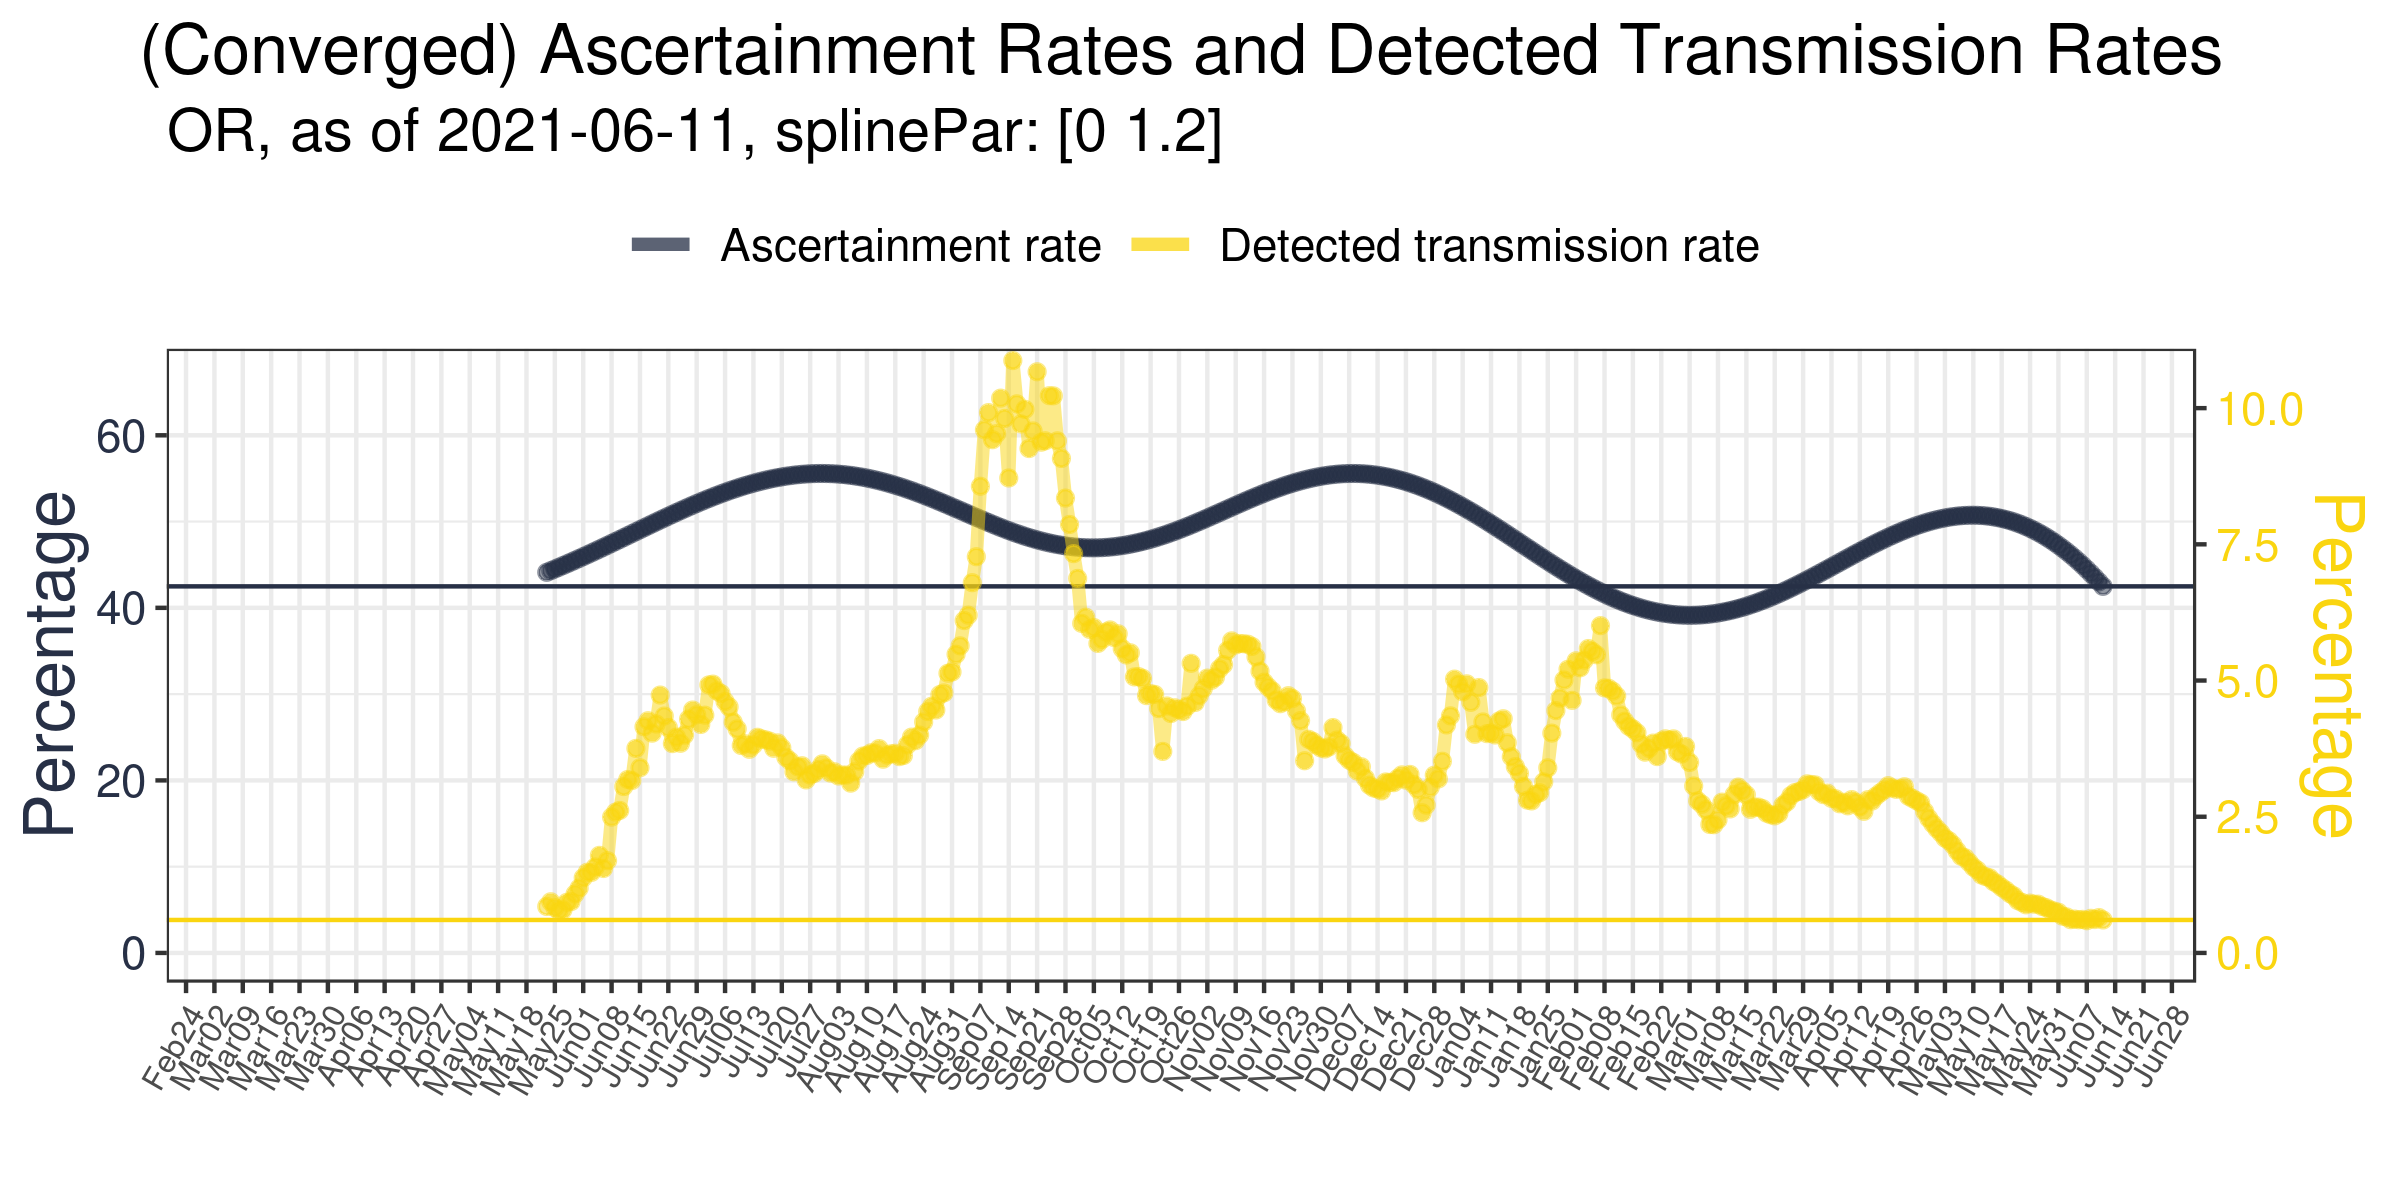 (Converged) Ascertainment Rates and Detected Transmission Rates
OR, as of 2021-06-11, splinePar: [0 1.2]
Ascertainment rate
Detected transmission rate
Percentage
60
40
20
0
10.0
7.5
5.0
2.5
0.0
Percentage
Feb24
Mar02
Mar09
Mar16
Mar23
Mar30
Apr06
Apr13
Apr20
Apr27
May04
May11
May18
May25
Jun01
Jun08
Jun15
Jun22
Jun29
Jul06
Jul13
Jul20
Jul27
Aug03
Aug10
Aug17
Aug24
Aug31
Sep07
Sep14
Sep21
Sep28
Oct05
Oct12
Oct19
Oct26
Nov02
Nov09
Nov16
Nov23
Nov30
Dec07
Dec14
Dec21
Dec28
Jan04
Jan11
Jan18
Jan25
Feb01
Feb08
Feb15
Feb22
Mar01
Mar08
Mar15
Mar22
Mar29
Apr05
Apr12
Apr19
Apr26
May03
May10
May17
May24
May31
Jun07
Jun14
Jun21
Jun28